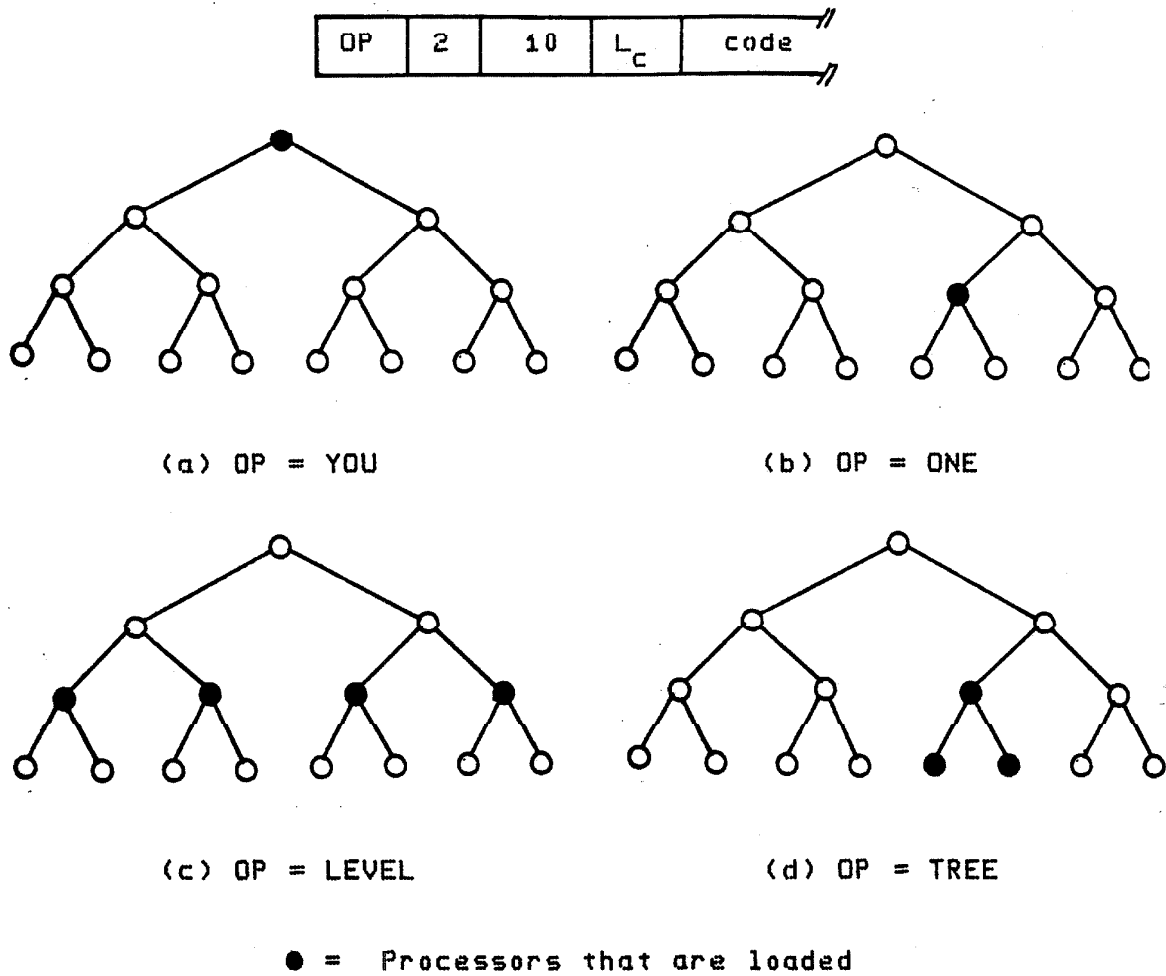 OP 2 10 L_C code
(a) OP = YOU
(b) OP = ONE
(c) OP = LEVEL
(d) OP = TREE
● = Processors that are loaded